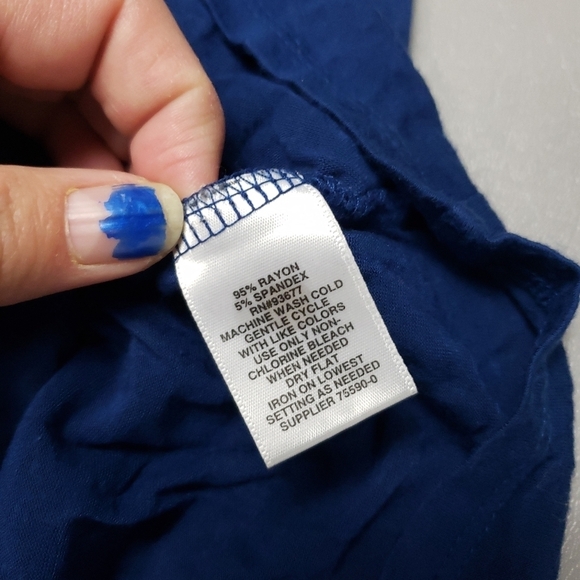 95% RAYON
5% SPANDEX
RN#93677
MACHINE WASH COLD
GENTLE CYCLE
WITH LIKE COLORS
USE ONLY NON-
CHLORINE BLEACH
WHEN NEEDED
DRY FLAT
IRON ON LOWEST
SETTING AS NEEDED
SUPPLIER 75590-0